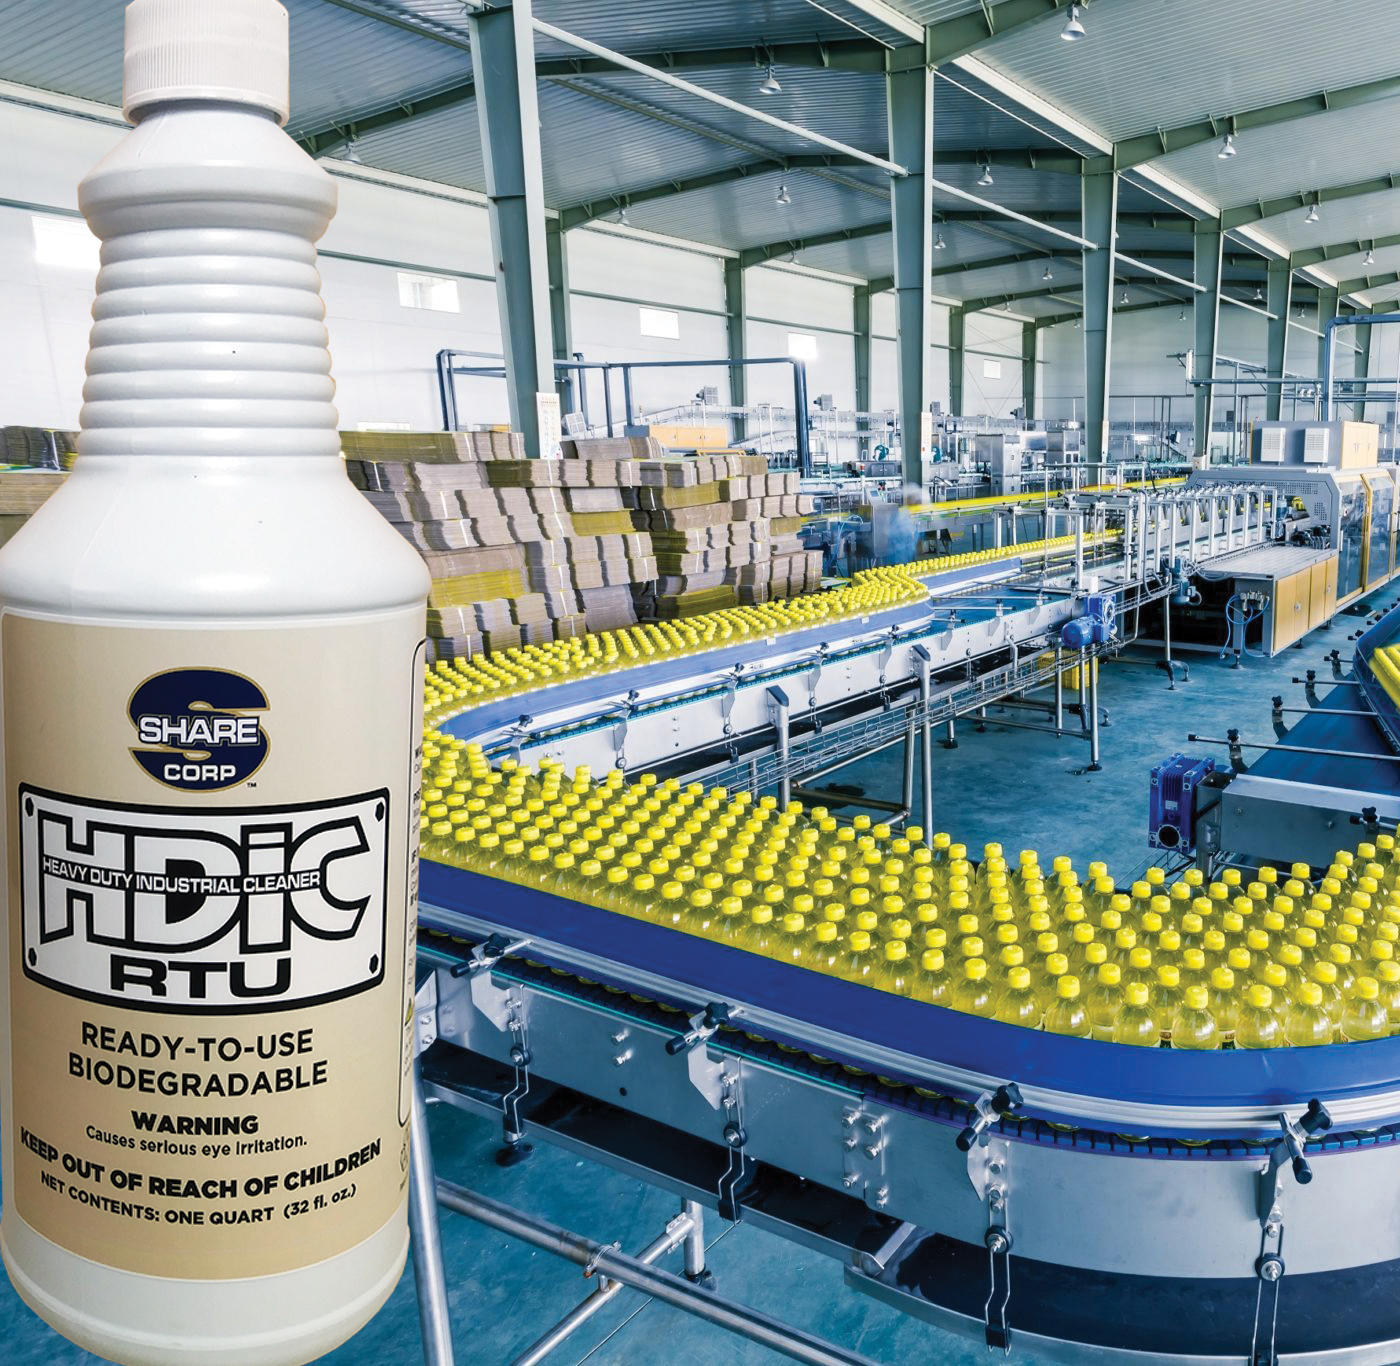 SHARE
CORP
™
HDiC
HEAVY DUTY INDUSTRIAL CLEANER
RTU
READY-TO-USE
BIODEGRADABLE
WARNING
Causes serious eye irritation.
KEEP OUT OF REACH OF CHILDREN
NET CONTENTS: ONE QUART (32 fl. oz.)